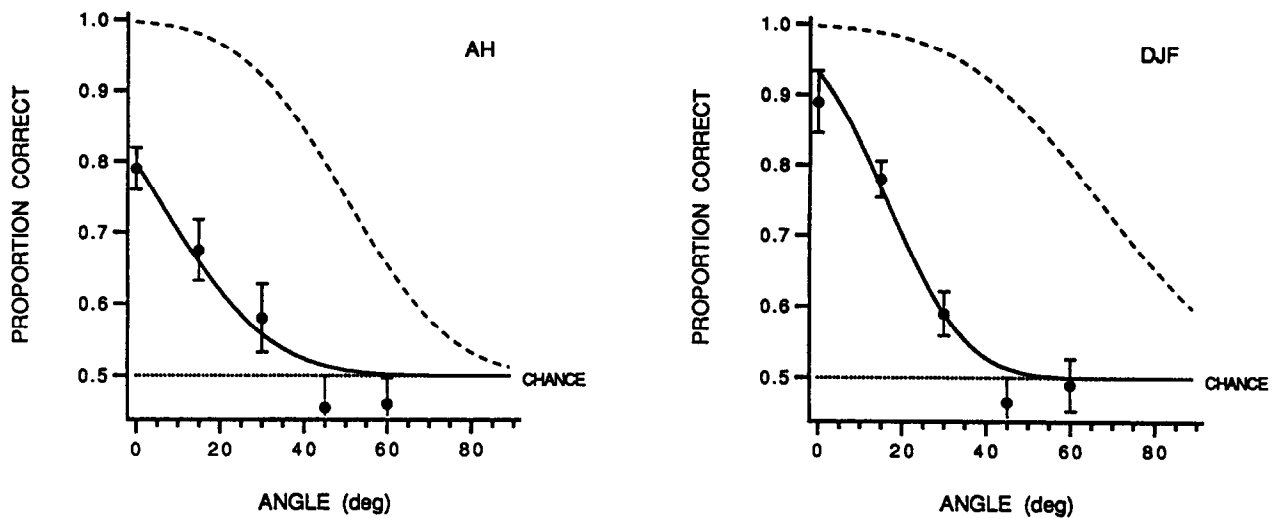 PROPORTION CORRECT
1.0
0.9
0.8
0.7
0.6
0.5
AH
CHANCE
0 20 40 60 80
ANGLE (deg)
PROPORTION CORRECT
1.0
0.9
0.8
0.7
0.6
0.5
DJF
CHANCE
0 20 40 60 80
ANGLE (deg)